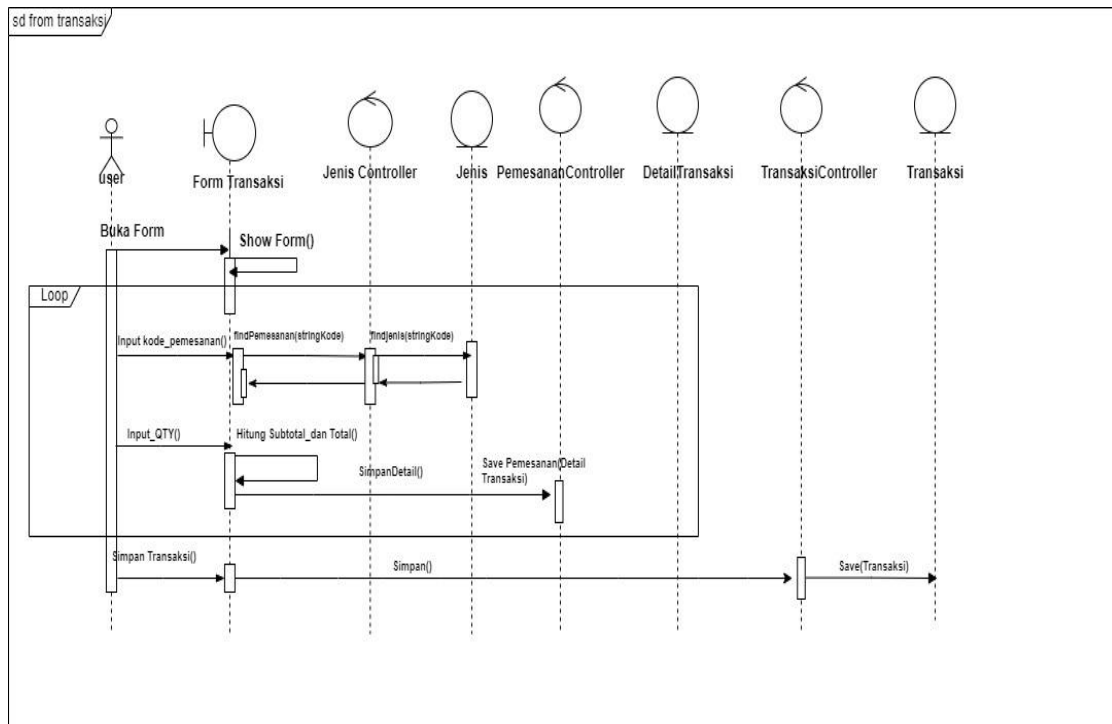 sd from transaksi
user
Form Transaksi
Jenis Controller
Jenis
PemesananController
DetailTransaksi
TransaksiController
Transaksi
Buka Form
Show Form()
Loop
Input kode_pemesanan()
findPemesanan(stringKode)
findjenis(stringKode)
Input_QTY()
Hitung Subtotal_dan Total()
SimpanDetail()
Save Pemesanan(Detail
Transaksi)
Simpan Transaksi()
Simpan()
Save(Transaksi)